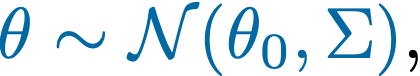 θ ∼ 𝒩(θ₀, Σ),